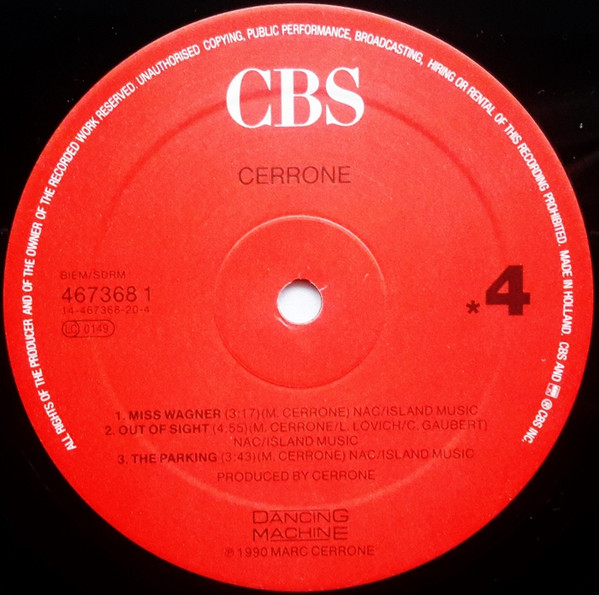 ALL RIGHTS OF THE PRODUCER AND OF THE OWNER OF THE RECORDED WORK RESERVED. UNAUTHORISED COPYING, PUBLIC PERFORMANCE, BROADCASTING, HIRING OR RENTAL OF THIS RECORDING PROHIBITED. MADE IN HOLLAND. CBS AND ℗ CBS INC.
CBS
CERRONE
BIEM/SDRM
467368 1
14-467368-20-4
LC 0149
*4
1. MISS WAGNER (3:17)(M. CERRONE) NAC/ISLAND MUSIC
2. OUT OF SIGHT (4,55)(M. CERRONE/L. LOVICH/C. GAUBERT)
NAC/ISLAND MUSIC
3. THE PARKING (3:43)(M. CERRONE) NAC/ISLAND MUSIC
PRODUCED BY CERRONE
DANCING
MACHINE
℗ 1990 MARC CERRONE